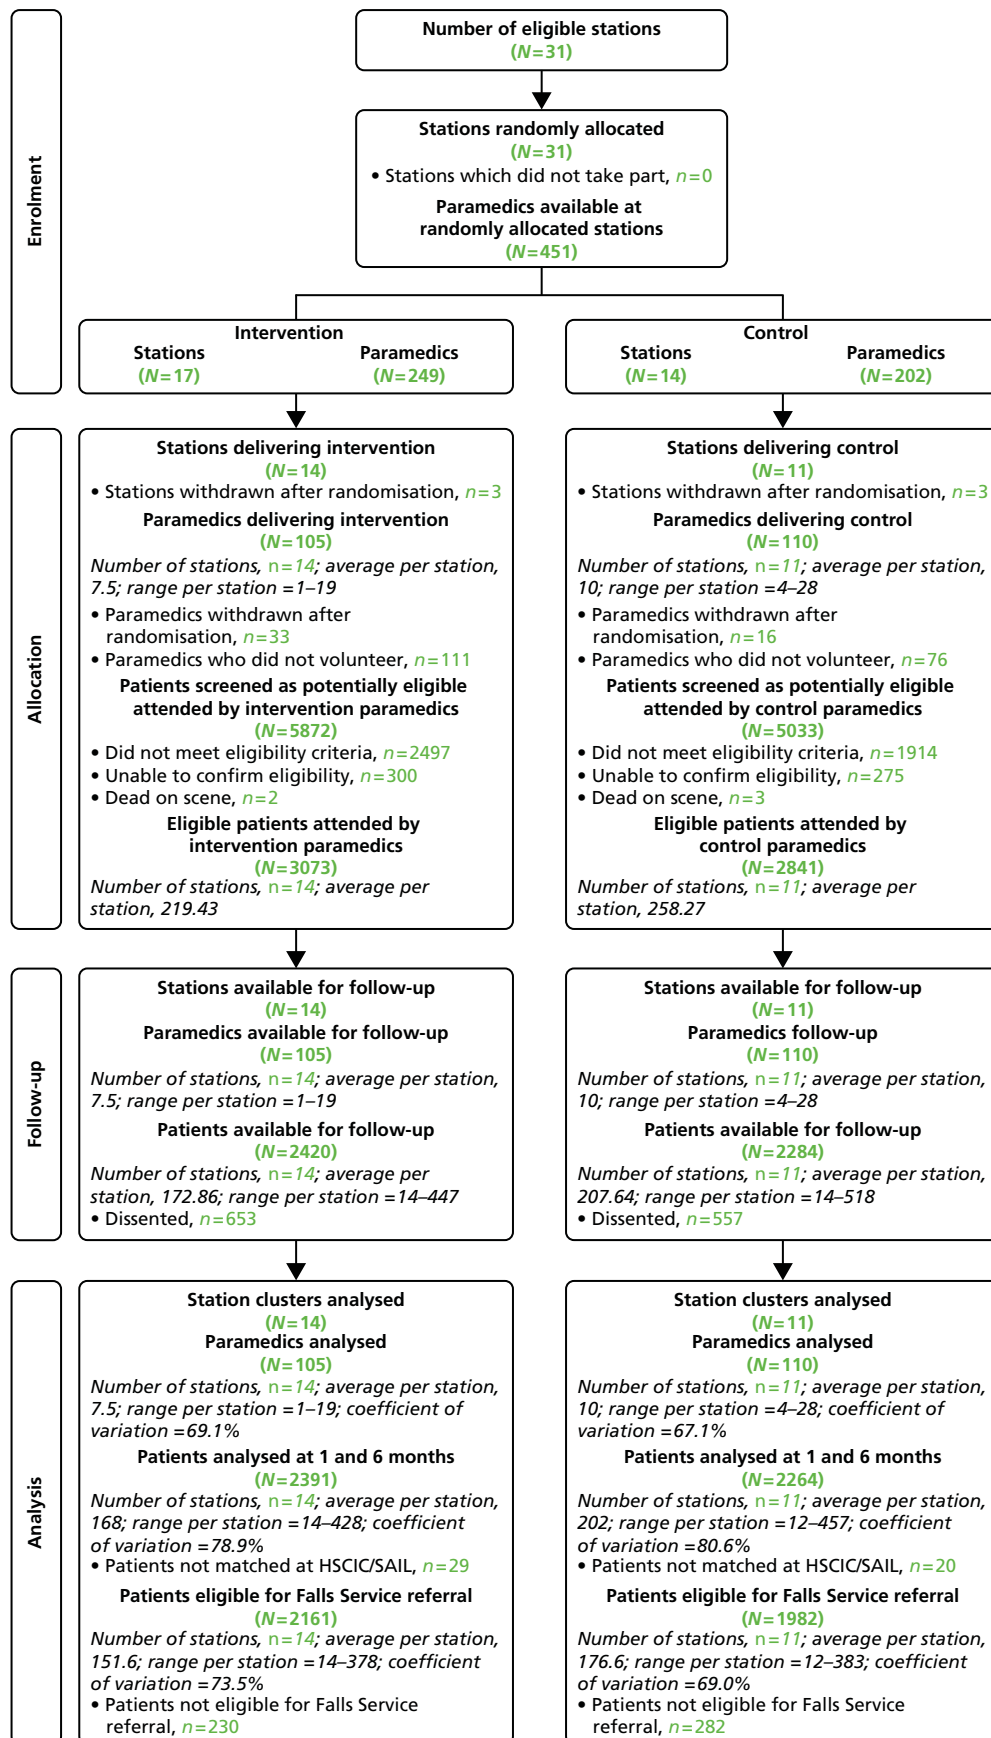 Enrolment
Number of eligible stations
(N=31)
Stations randomly allocated
(N=31)
• Stations which did not take part, n=0
Paramedics available at
randomly allocated stations
(N=451)
Intervention
Stations Paramedics
(N=17) (N=249)
Control
Stations Paramedics
(N=14) (N=202)
Allocation
Stations delivering intervention
(N=14)
• Stations withdrawn after randomisation, n=3
Paramedics delivering intervention
(N=105)
Number of stations, n=14; average per station,
7.5; range per station =1–19
• Paramedics withdrawn after
randomisation, n=33
• Paramedics who did not volunteer, n=111
Patients screened as potentially eligible
attended by intervention paramedics
(N=5872)
• Did not meet eligibility criteria, n=2497
• Unable to confirm eligibility, n=300
• Dead on scene, n=2
Eligible patients attended by
intervention paramedics
(N=3073)
Number of stations, n=14; average per
station, 219.43
Stations delivering control
(N=11)
• Stations withdrawn after randomisation, n=3
Paramedics delivering control
(N=110)
Number of stations, n=11; average per station,
10; range per station =4–28
• Paramedics withdrawn after
randomisation, n=16
• Paramedics who did not volunteer, n=76
Patients screened as potentially eligible
attended by control paramedics
(N=5033)
• Did not meet eligibility criteria, n=1914
• Unable to confirm eligibility, n=275
• Dead on scene, n=3
Eligible patients attended by
control paramedics
(N=2841)
Number of stations, n=11; average per
station, 258.27
Follow-up
Stations available for follow-up
(N=14)
Paramedics available for follow-up
(N=105)
Number of stations, n=14; average per station,
7.5; range per station =1–19
Patients available for follow-up
(N=2420)
Number of stations, n=14; average per
station, 172.86; range per station =14–447
• Dissented, n=653
Stations available for follow-up
(N=11)
Paramedics follow-up
(N=110)
Number of stations, n=11; average per station,
10; range per station =4–28
Patients available for follow-up
(N=2284)
Number of stations, n=11; average per station,
207.64; range per station =14–518
• Dissented, n=557
Analysis
Station clusters analysed
(N=14)
Paramedics analysed
(N=105)
Number of stations, n=14; average per station,
7.5; range per station =1–19; coefficient of
variation =69.1%
Patients analysed at 1 and 6 months
(N=2391)
Number of stations, n=14; average per station,
168; range per station =14–428; coefficient
of variation =78.9%
• Patients not matched at HSCIC/SAIL, n=29
Patients eligible for Falls Service referral
(N=2161)
Number of stations, n=14; average per station,
151.6; range per station =14–378; coefficient
of variation =73.5%
• Patients not eligible for Falls Service
referral, n=230
Station clusters analysed
(N=11)
Paramedics analysed
(N=110)
Number of stations, n=11; average per station,
10; range per station =4–28; coefficient of
variation =67.1%
Patients analysed at 1 and 6 months
(N=2264)
Number of stations, n=11; average per station,
202; range per station =12–457; coefficient
of variation =80.6%
• Patients not matched at HSCIC/SAIL, n=20
Patients eligible for Falls Service referral
(N=1982)
Number of stations, n=11; average per station,
176.6; range per station =12–383; coefficient
of variation =69.0%
• Patients not eligible for Falls Service
referral, n=282